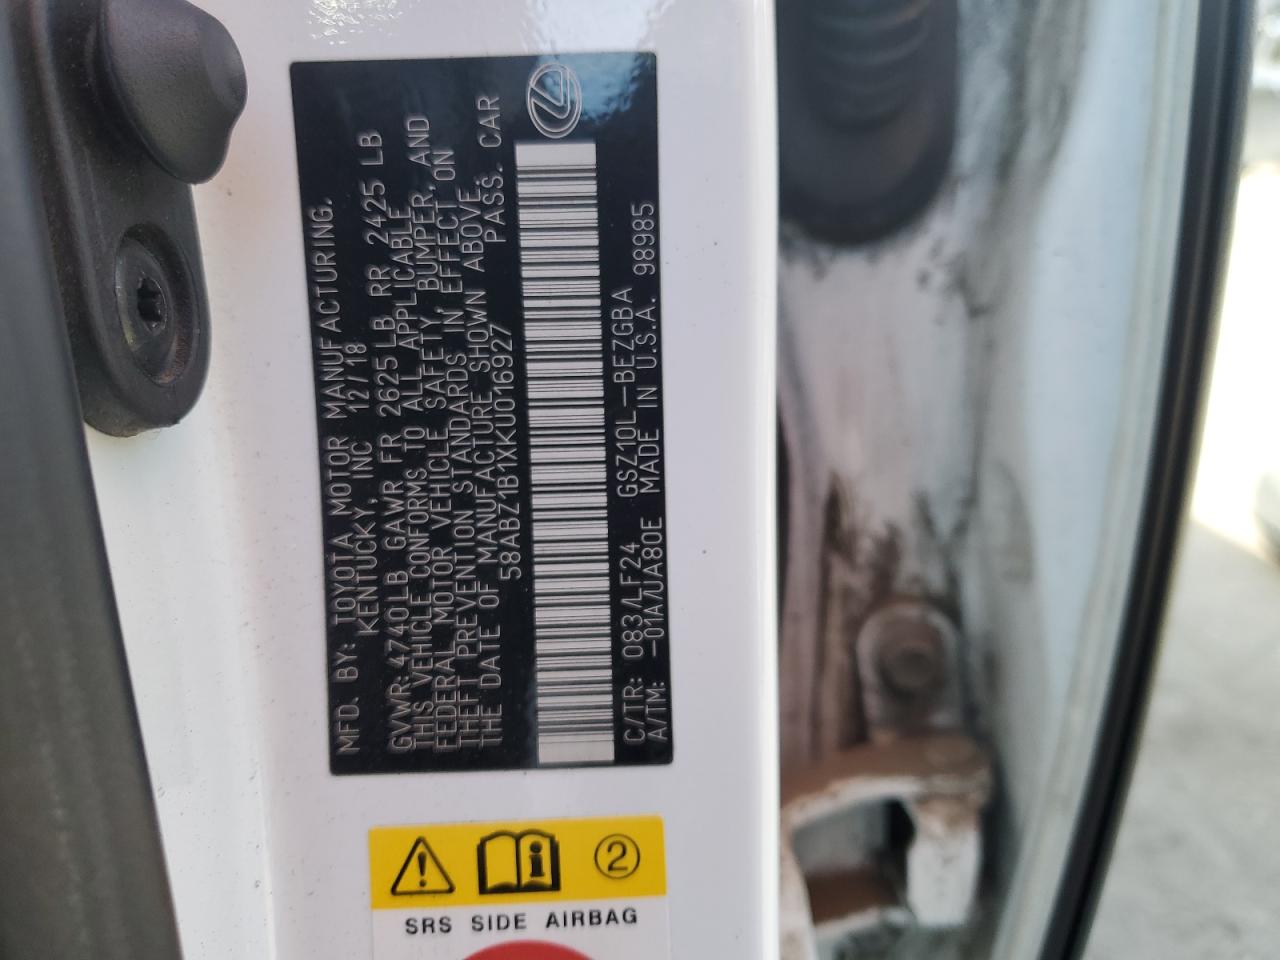 MFD. BY: TOYOTA MOTOR MANUFACTURING,
KENTUCKY, INC 12/18
GVWR: 4740LB GAWR FR 2625 LB RR 2425 LB
THIS VEHICLE CONFORMS TO ALL APPLICABLE
FEDERAL MOTOR VEHICLE SAFETY, BUMPER, AND
THEFT PREVENTION STANDARDS IN EFFECT ON
THE DATE OF MANUFACTURE SHOWN ABOVE.
58ABZ1B1XKU016927 PASS. CAR
C/TR: 083/LF24 GSZ10L-BEZGBA
A/TM: -01A/UA80E MADE IN U.S.A. 98985
2
SRS SIDE AIRBAG